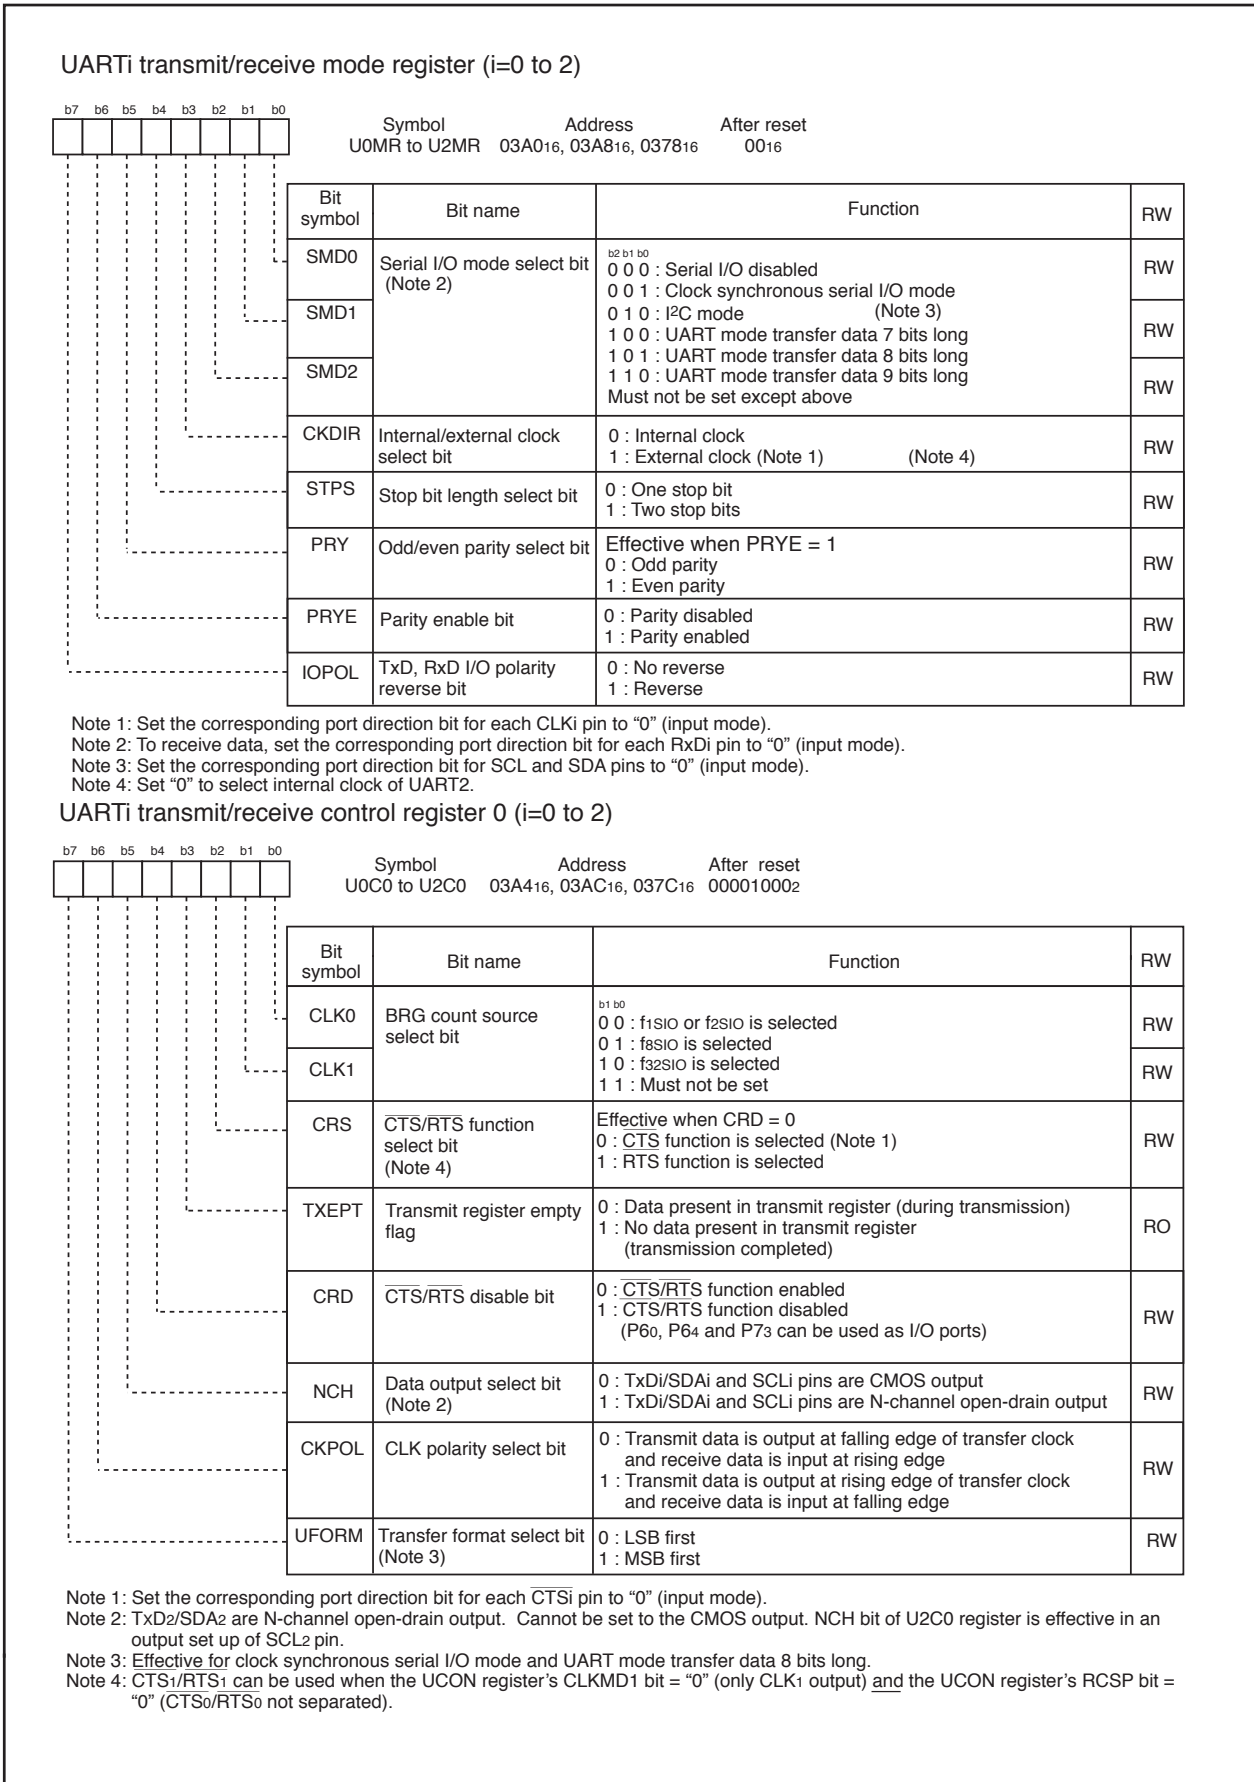 UARTi transmit/receive mode register (i=0 to 2)
b7 b6 b5 b4 b3 b2 b1 b0
Symbol Address After reset
U0MR to U2MR 03A016, 03A816, 037816 0016
Bit symbol Bit name Function RW
SMD0 Serial I/O mode select bit (Note 2) RW
b2 b1 b0
0 0 0 : Serial I/O disabled
0 0 1 : Clock synchronous serial I/O mode
SMD1 0 1 0 : I2C mode (Note 3) RW
1 0 0 : UART mode transfer data 7 bits long
1 0 1 : UART mode transfer data 8 bits long
SMD2 1 1 0 : UART mode transfer data 9 bits long RW
Must not be set except above
CKDIR Internal/external clock select bit 0 : Internal clock RW
1 : External clock (Note 1) (Note 4)
STPS Stop bit length select bit 0 : One stop bit RW
1 : Two stop bits
PRY Odd/even parity select bit Effective when PRYE = 1 RW
0 : Odd parity
1 : Even parity
PRYE Parity enable bit 0 : Parity disabled RW
1 : Parity enabled
IOPOL TxD, RxD I/O polarity reverse bit 0 : No reverse RW
1 : Reverse
Note 1: Set the corresponding port direction bit for each CLKi pin to “0” (input mode).
Note 2: To receive data, set the corresponding port direction bit for each RxDi pin to “0” (input mode).
Note 3: Set the corresponding port direction bit for SCL and SDA pins to “0” (input mode).
Note 4: Set “0” to select internal clock of UART2.
UARTi transmit/receive control register 0 (i=0 to 2)
b7 b6 b5 b4 b3 b2 b1 b0
Symbol Address After reset
U0C0 to U2C0 03A416, 03AC16, 037C16 000010002
Bit symbol Bit name Function RW
CLK0 BRG count source select bit RW
b1 b0
0 0 : f1SIO or f2SIO is selected
0 1 : f8SIO is selected
CLK1 1 0 : f32SIO is selected RW
1 1 : Must not be set
CRS CTS/RTS function select bit (Note 4) Effective when CRD = 0 RW
0 : CTS function is selected (Note 1)
1 : RTS function is selected
TXEPT Transmit register empty flag 0 : Data present in transmit register (during transmission) RO
1 : No data present in transmit register
(transmission completed)
CRD CTS/RTS disable bit 0 : CTS/RTS function enabled RW
1 : CTS/RTS function disabled
(P60, P64 and P73 can be used as I/O ports)
NCH Data output select bit (Note 2) 0 : TxDi/SDAi and SCLi pins are CMOS output RW
1 : TxDi/SDAi and SCLi pins are N-channel open-drain output
CKPOL CLK polarity select bit 0 : Transmit data is output at falling edge of transfer clock RW
and receive data is input at rising edge
1 : Transmit data is output at rising edge of transfer clock
and receive data is input at falling edge
UFORM Transfer format select bit (Note 3) 0 : LSB first RW
1 : MSB first
Note 1: Set the corresponding port direction bit for each CTSi pin to “0” (input mode).
Note 2: TxD2/SDA2 are N-channel open-drain output. Cannot be set to the CMOS output. NCH bit of U2C0 register is effective in an
output set up of SCL2 pin.
Note 3: Effective for clock synchronous serial I/O mode and UART mode transfer data 8 bits long.
Note 4: CTS1/RTS1 can be used when the UCON register’s CLKMD1 bit = “0” (only CLK1 output) and the UCON register’s RCSP bit =
“0” (CTS0/RTS0 not separated).